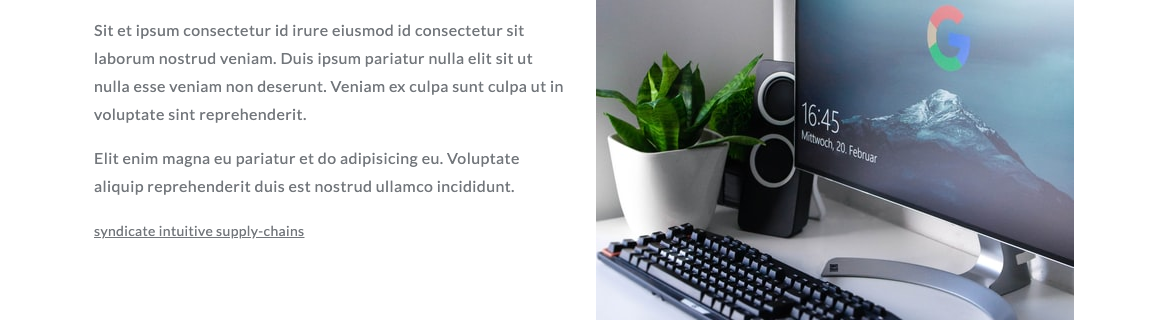 Sit et ipsum consectetur id irure eiusmod id consectetur sit
laborum nostrud veniam. Duis ipsum pariatur nulla elit sit ut
nulla esse veniam non deserunt. Veniam ex culpa sunt culpa ut in
voluptate sint reprehenderit.
Elit enim magna eu pariatur et do adipisicing eu. Voluptate
aliquip reprehenderit duis est nostrud ullamco incididunt.
syndicate intuitive supply-chains
G
16:45
Mittwoch, 20. Februar